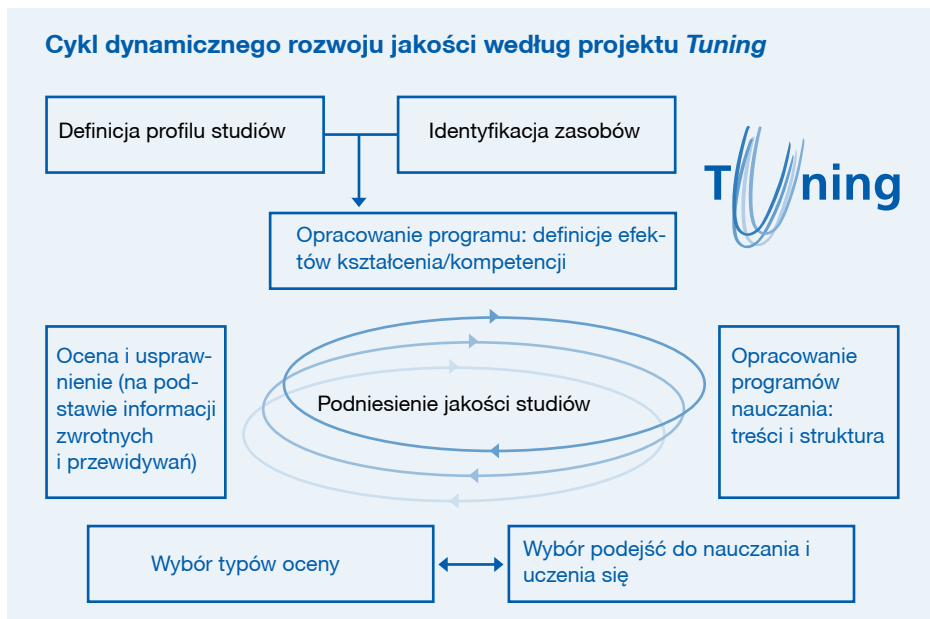 Cykl dynamicznego rozwoju jakości według projektu Tuning
Definicja profilu studiów
Identyfikacja zasobów
Tuning
Opracowanie programu: definicje efek-
tów kształcenia/kompetencji
Ocena i uspraw-
nienie (na pod-
stawie informacji
zwrotnych
i przewidywań)
Podniesienie jakości studiów
Opracowanie
programów
nauczania:
treści i struktura
Wybór typów oceny
Wybór podejść do nauczania i
uczenia się